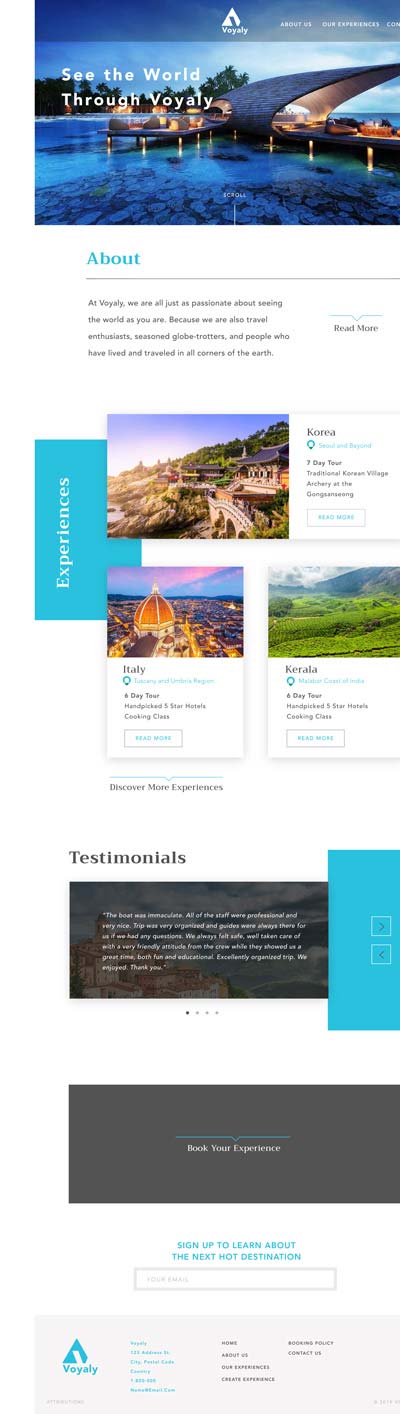 Voyaly
ABOUT US OUR EXPERIENCES CON
See the World
Through Voyaly
SCROLL
About
At Voyaly, we are all just as passionate about seeing
the world as you are. Because we are also travel
enthusiasts, seasoned globe-trotters, and people who
have lived and traveled in all corners of the earth.
Read More
Experiences
Korea
Seoul and Beyond
7 Day Tour
Traditional Korean Village
Archery at the
Gongsanseong
READ MORE
Italy
Tuscany and Umbria Region
6 Day Tour
Handpicked 5 Star Hotels
Cooking Class
READ MORE
Kerala
Malabar Coast of India
6 Day Tour
Handpicked 5 Star Hotels
Cooking Class
READ MORE
Discover More Experiences
Testimonials
"The boat was immaculate. All of the staff were professional and
very nice. Trip was very organized and guides were always there for
us if we had any questions. We always felt safe, well taken care of
with a very friendly attitude from the crew while they showed us a
great time, both fun and educational. Excellently organized trip. We
enjoyed. Thank you."
Book Your Experience
SIGN UP TO LEARN ABOUT
THE NEXT HOT DESTINATION
YOUR EMAIL
Voyaly
Voyaly
123 Address St.
City, Postal Code
Country
1-800-000
Name@Email.Com
HOME
ABOUT US
OUR EXPERIENCES
CREATE EXPERIENCE
BOOKING POLICY
CONTACT US
ATTRIBUTIONS
© 2019 V